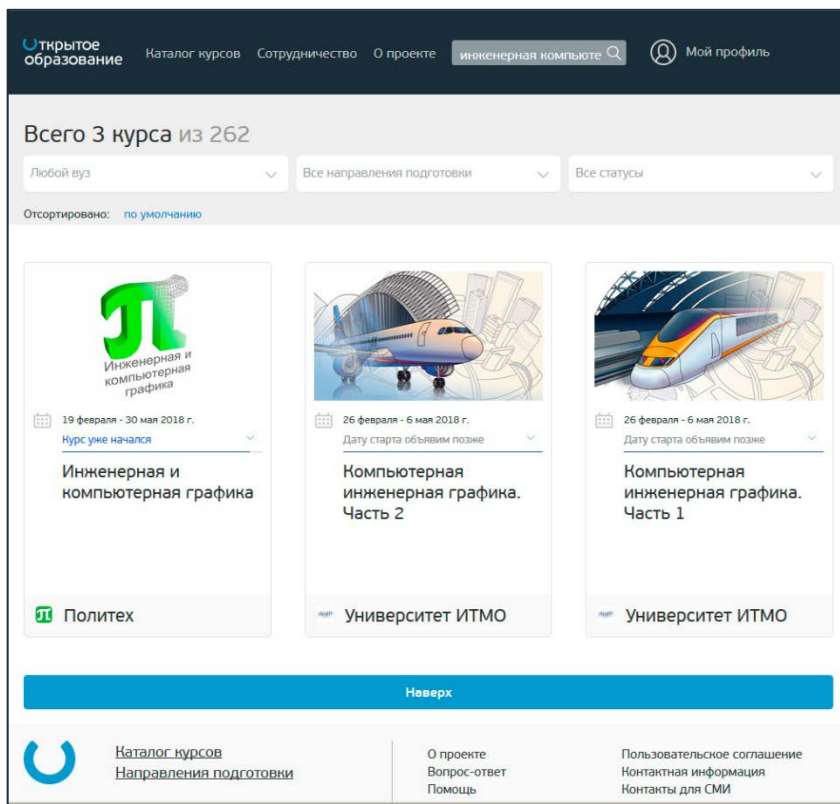 Открытое
образование
Каталог курсов Сотрудничество О проекте инженерная компьюте Мой профиль
Всего 3 курса из 262
Любой вуз Все направления подготовки Все статусы
Отсортировано: по умолчанию
Инженерная и
компьютерная
графика
19 февраля - 30 мая 2018 г.
Курс уже начался
Инженерная и
компьютерная графика
Политех
26 февраля - 6 мая 2018 г.
Дату старта объявим позже
Компьютерная
инженерная графика.
Часть 2
Университет ИТМО
26 февраля - 6 мая 2018 г.
Дату старта объявим позже
Компьютерная
инженерная графика.
Часть 1
Университет ИТМО
Наверх
Каталог курсов
Направления подготовки
О проекте
Вопрос-ответ
Помощь
Пользовательское соглашение
Контактная информация
Контакты для СМИ